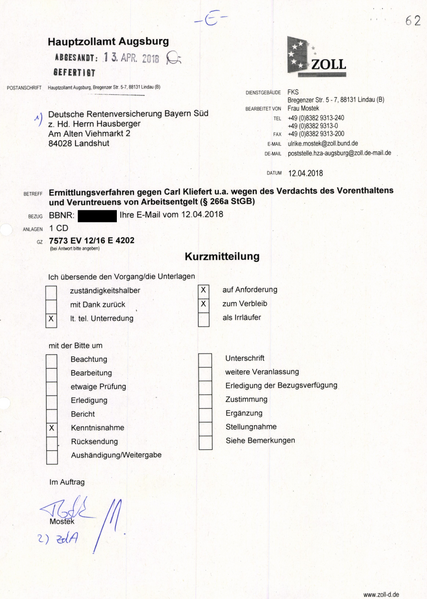 -E-
62
Hauptzollamt Augsburg
ABGESANDT: 13. APR. 2018
GEFERTIGT
ZOLL
POSTANSCHRIFT Hauptzollamt Augsburg, Bregenzer Str. 5-7, 88131 Lindau (B)
1) Deutsche Rentenversicherung Bayern Süd
z. Hd. Herrn Hausberger
Am Alten Viehmarkt 2
84028 Landshut
DIENSTGEBÄUDE FKS
Bregenzer Str. 5 - 7, 88131 Lindau (B)
BEARBEITET VON Frau Mostek
TEL +49 (0)8382 9313-240
+49 (0)8382 9313-0
FAX +49 (0)8382 9313-200
E-MAIL ulrike.mostek@zoll.bund.de
DE-MAIL poststelle.hza-augsburg@zoll.de-mail.de
DATUM 12.04.2018
BETREFF Ermittlungsverfahren gegen Carl Kliefert u.a. wegen des Verdachts des Vorenthaltens
und Veruntreuens von Arbeitsentgelt (§ 266a StGB)
BEZUG BBNR: Ihre E-Mail vom 12.04.2018
ANLAGEN 1 CD
GZ 7573 EV 12/16 E 4202
(bei Antwort bitte angeben)
Kurzmitteilung
Ich übersende den Vorgang/die Unterlagen
zuständigkeitshalber
mit Dank zurück
X lt. tel. Unterredung
X auf Anforderung
X zum Verbleib
als Irrläufer
mit der Bitte um
Beachtung
Bearbeitung
etwaige Prüfung
Erledigung
Bericht
X Kenntnisnahme
Rücksendung
Aushändigung/Weitergabe
Unterschrift
weitere Veranlassung
Erledigung der Bezugsverfügung
Zustimmung
Ergänzung
Stellungnahme
Siehe Bemerkungen
Im Auftrag
Mostek
2) ZdA
www.zoll-d.de